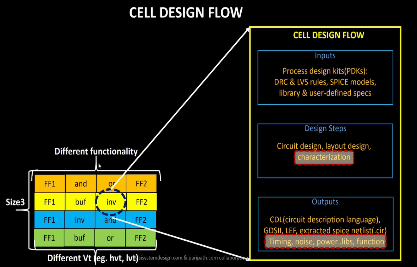 CELL DESIGN FLOW
CELL DESIGN FLOW
Inputs
Process design kits(PDKs):
DRC & LVS rules, SPICE models,
library & user-defined specs
Design Steps
Circuit design, layout design,
characterization
Outputs
CDL(circuit description language),
GDSII, LEF, extracted spice netlist(.cir)
Timing, noise, power .libs, function
Different functionality
Size3
FF1 and or FF2
FF1 buf inv FF2
FF1 inv and FF2
FF1 buf or FF2
Different Vt (eg. hvt, lvt)